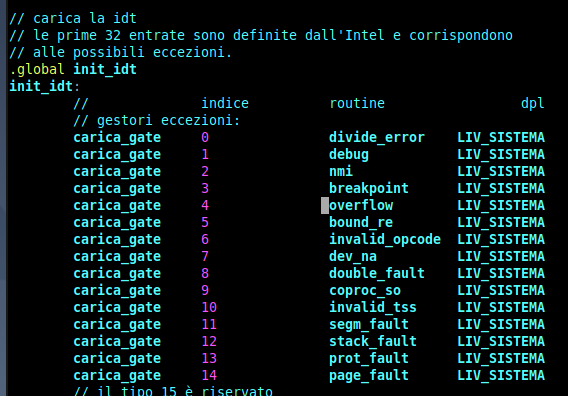 // carica la idt
// le prime 32 entrate sono definite dall'Intel e corrispondono
// alle possibili eccezioni.
.global init_idt
init_idt:
// indice routine dpl
// gestori eccezioni:
carica_gate 0 divide_error LIV_SISTEMA
carica_gate 1 debug LIV_SISTEMA
carica_gate 2 nmi LIV_SISTEMA
carica_gate 3 breakpoint LIV_SISTEMA
carica_gate 4 overflow LIV_SISTEMA
carica_gate 5 bound_re LIV_SISTEMA
carica_gate 6 invalid_opcode LIV_SISTEMA
carica_gate 7 dev_na LIV_SISTEMA
carica_gate 8 double_fault LIV_SISTEMA
carica_gate 9 coproc_so LIV_SISTEMA
carica_gate 10 invalid_tss LIV_SISTEMA
carica_gate 11 segm_fault LIV_SISTEMA
carica_gate 12 stack_fault LIV_SISTEMA
carica_gate 13 prot_fault LIV_SISTEMA
carica_gate 14 page_fault LIV_SISTEMA
// il tipo 15 è riservato